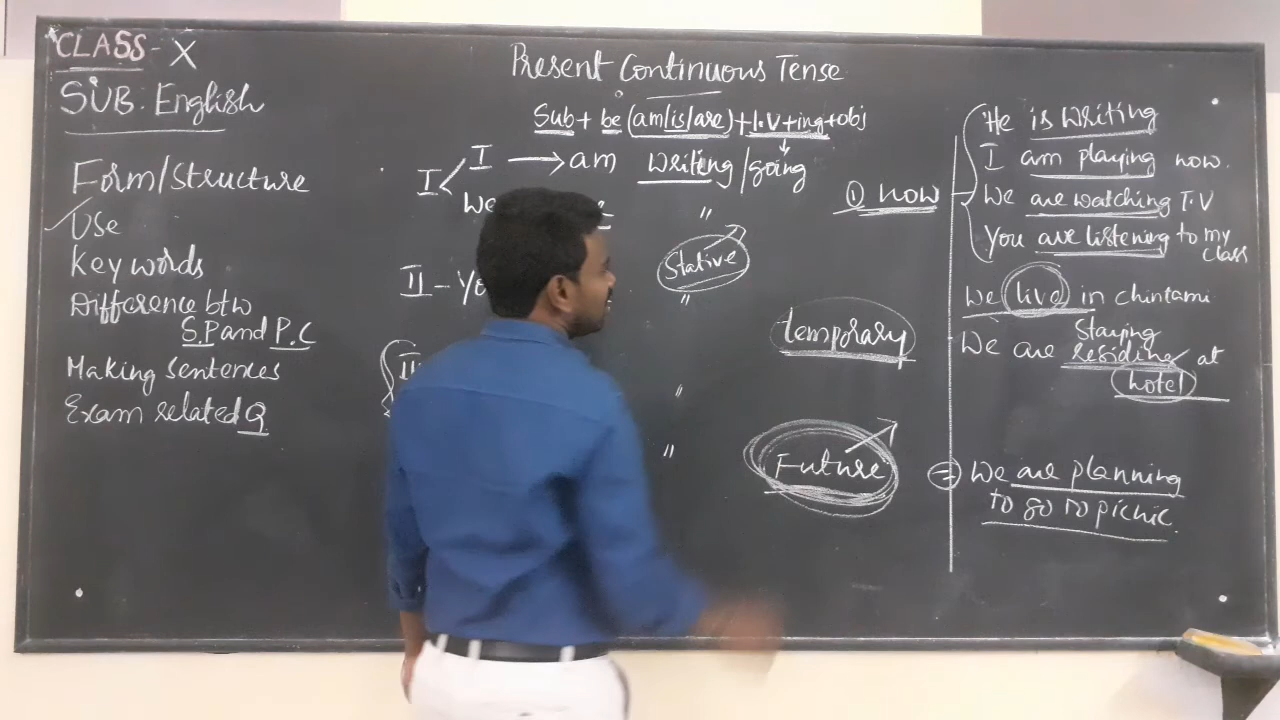 CLASS - X
SUB: English
Form/Structure
Use
Key words
Difference btw
S.P and P.C
Making Sentences
Exam related Q
Present Continuous Tense
Sub + be (am/is/are) + 1.V+ing + obj
I
I → am writing/going
We "
II - Yo "
Stative
III "
"
① now
temporary
Future
He is writing
I am playing now.
We are watching T.V
You are listening to my
class
We live in chintami
Staying
We are residing at
hotel
= We are planning
to go to picnic.